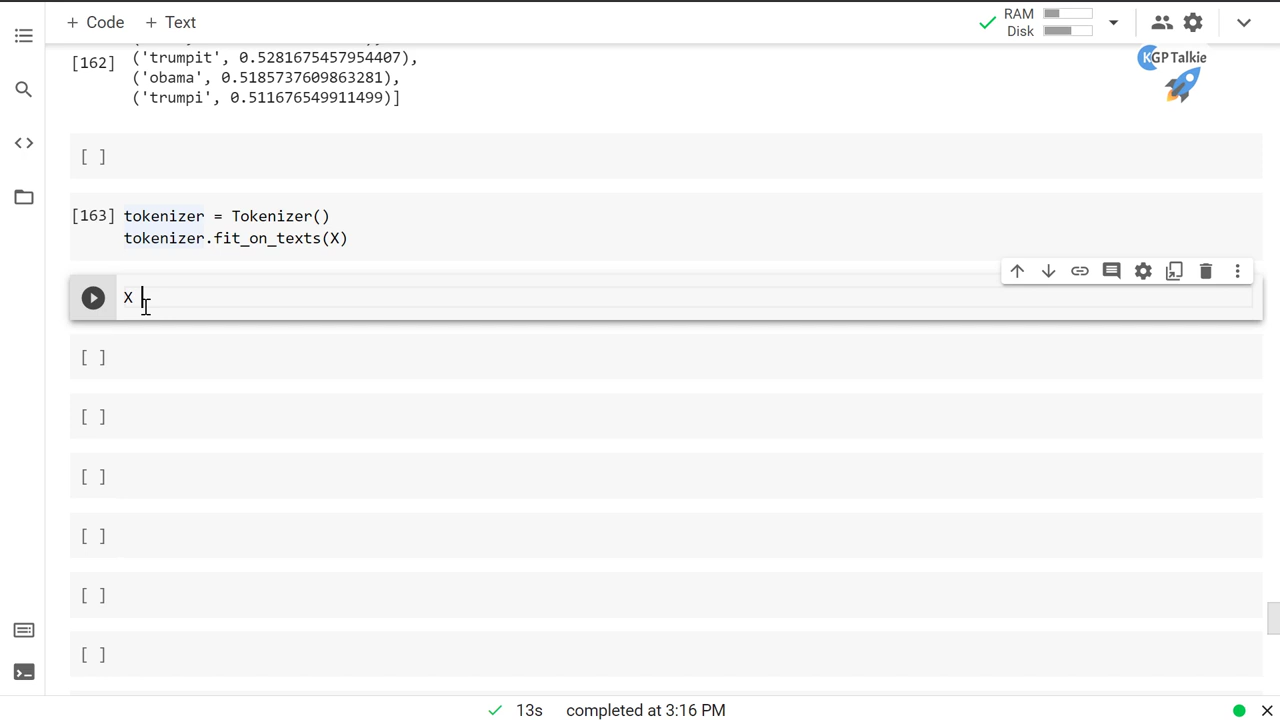 + Code + Text
RAM
Disk
KGP Talkie
[162] ('trumpit', 0.5281675457954407),
('obama', 0.5185737609863281),
('trumpi', 0.511676549911499)]
[ ]
[163] tokenizer = Tokenizer()
tokenizer.fit_on_texts(X)
X
[ ]
[ ]
[ ]
[ ]
[ ]
[ ]
13s completed at 3:16 PM